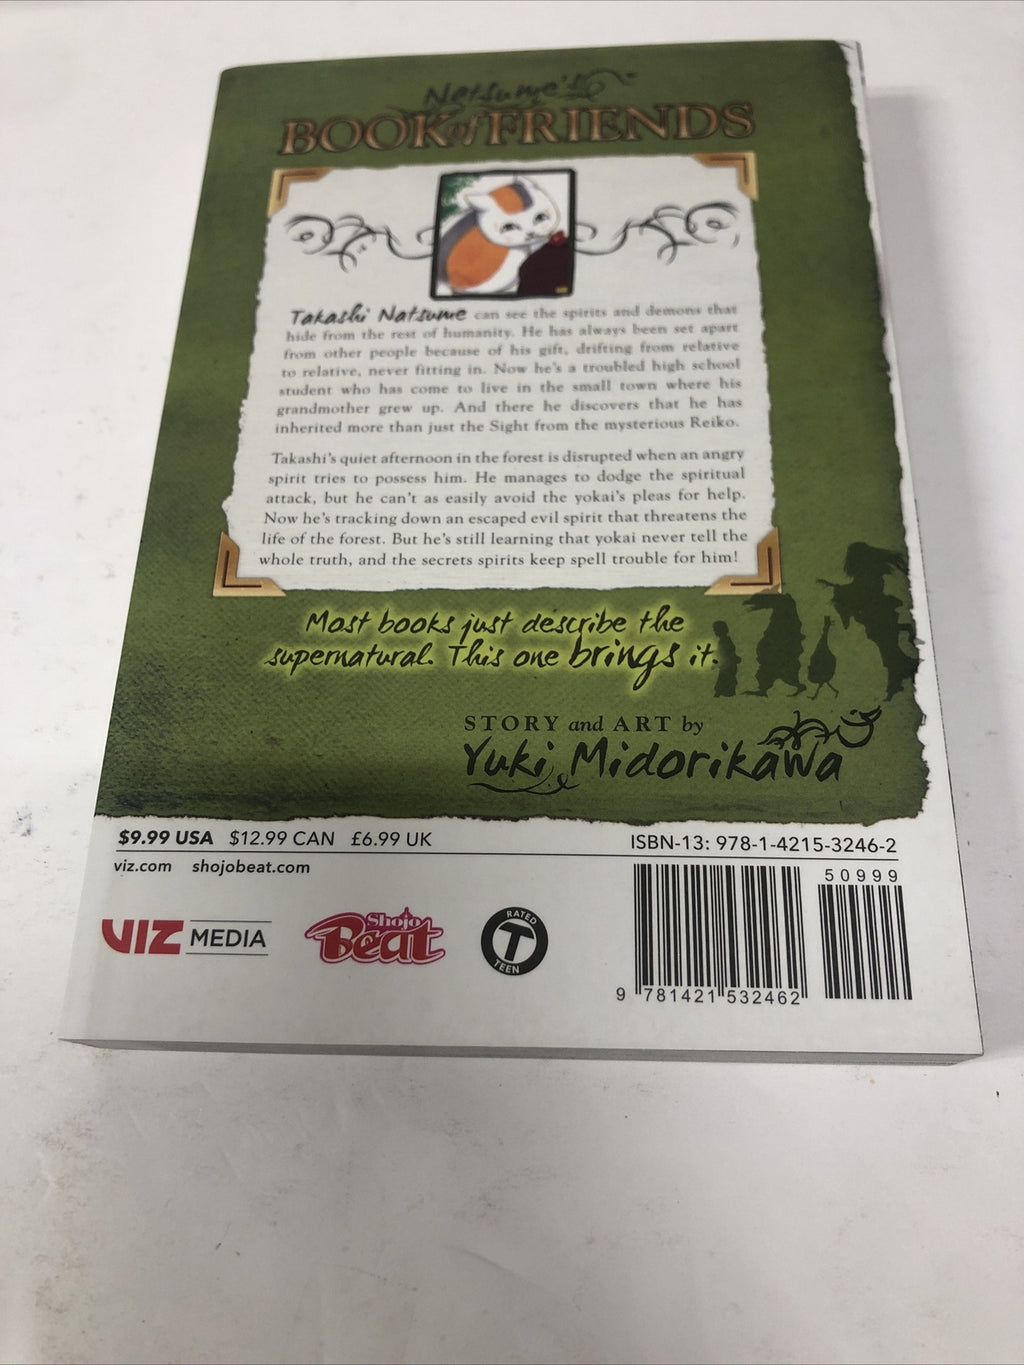 Natsume's
BOOK of FRIENDS
Takashi Natsume can see the spirits and demons that
hide from the rest of humanity. He has always been set apart
from other people because of his gift, drifting from relative
to relative, never fitting in. Now he's a troubled high school
student who has come to live in the small town where his
grandmother grew up. And there he discovers that he has
inherited more than just the Sight from the mysterious Reiko.
Takashi's quiet afternoon in the forest is disrupted when an angry
spirit tries to possess him. He manages to dodge the spiritual
attack, but he can't as easily avoid the yokai's pleas for help.
Now he's tracking down an escaped evil spirit that threatens the
life of the forest. But he's still learning that yokai never tell the
whole truth, and the secrets spirits keep spell trouble for him!
Most books just describe the
supernatural. This one brings it.
STORY and ART by
Yuki Midorikawa
$9.99 USA $12.99 CAN £6.99 UK
ISBN-13: 978-1-4215-3246-2
viz.com shojobeat.com
50999
VIZ MEDIA
Shojo
Beat
RATED
T
TEEN
9 781421 532462